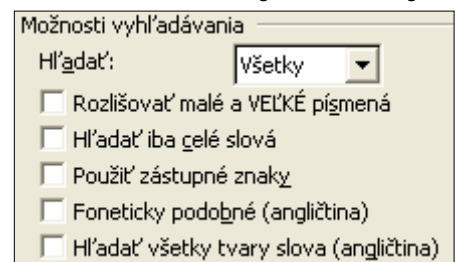 Možnosti vyhľadávania
Hľadať: Všetky
Rozlišovať malé a VEĽKÉ písmená
Hľadať iba celé slová
Použiť zástupné znaky
Foneticky podobné (angličtina)
Hľadať všetky tvary slova (angličtina)